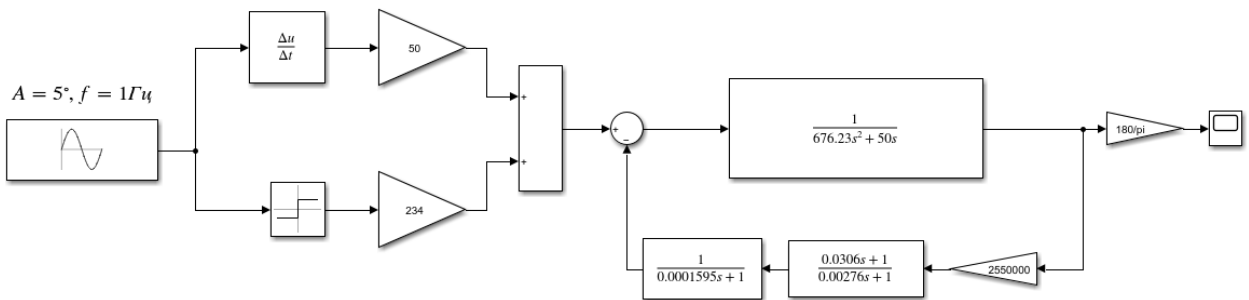 Δu
Δt
50
A = 5°, f = 1Гц
+
+
234
+
−
1
676.23s² + 50s
180/pi
1
0.0001595s + 1
0.0306s + 1
0.00276s + 1
2550000